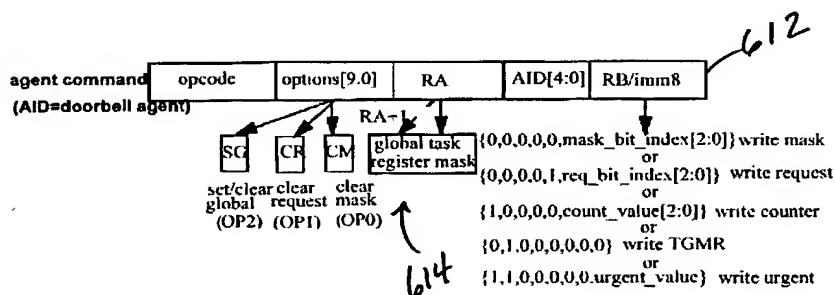 612
agent command opcode options[9.0] RA AID[4:0] RB/imm8
(AID=doorbell agent)
RA+1
SG CR CM global task register mask
set/clear global (OP2)
clear request (OP1)
clear mask (OP0)
614
{0,0,0,0,0,mask_bit_index[2:0]} write mask
or
{0,0,0,0,1,req_bit_index[2:0]} write request
or
{1,0,0,0,0,count_value[2:0]} write counter
or
{0,1,0,0,0,0,0,0} write TGMR
or
{1,1,0,0,0,0,0.urgent_value} write urgent